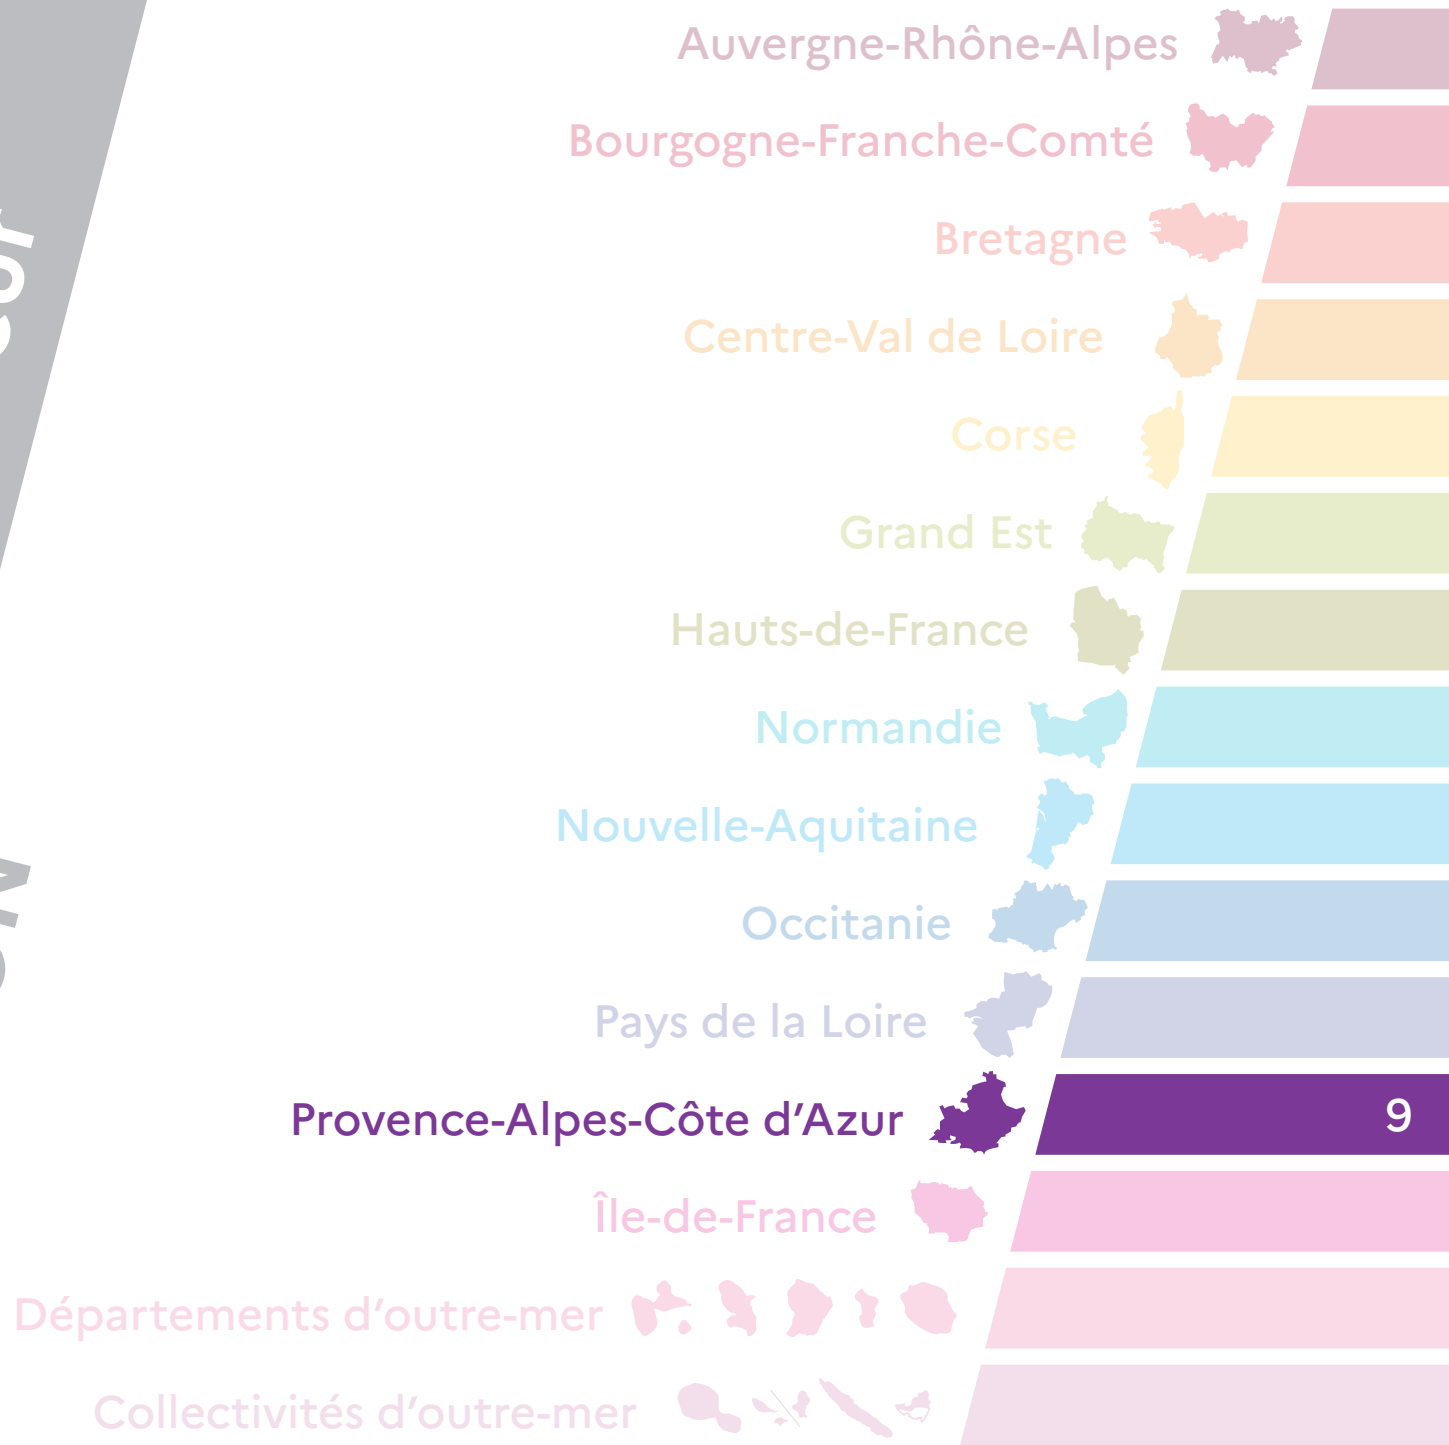 Auvergne-Rhône-Alpes
Bourgogne-Franche-Comté
Bretagne
Centre-Val de Loire
Corse
Grand Est
Hauts-de-France
Normandie
Nouvelle-Aquitaine
Occitanie
Pays de la Loire
Provence-Alpes-Côte d’Azur 9
Île-de-France
Départements d’outre-mer
Collectivités d’outre-mer